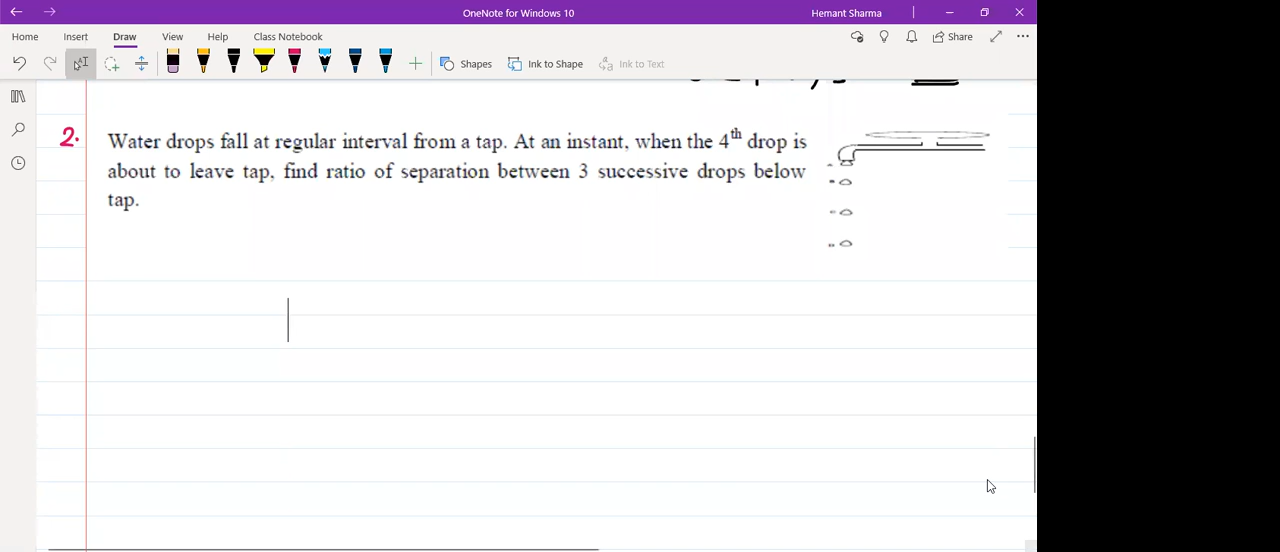 OneNote for Windows 10
Hemant Sharma
Home Insert Draw View Help Class Notebook
Share
Shapes Ink to Shape Ink to Text
2.
Water drops fall at regular interval from a tap. At an instant, when the 4th drop is
about to leave tap, find ratio of separation between 3 successive drops below
tap.